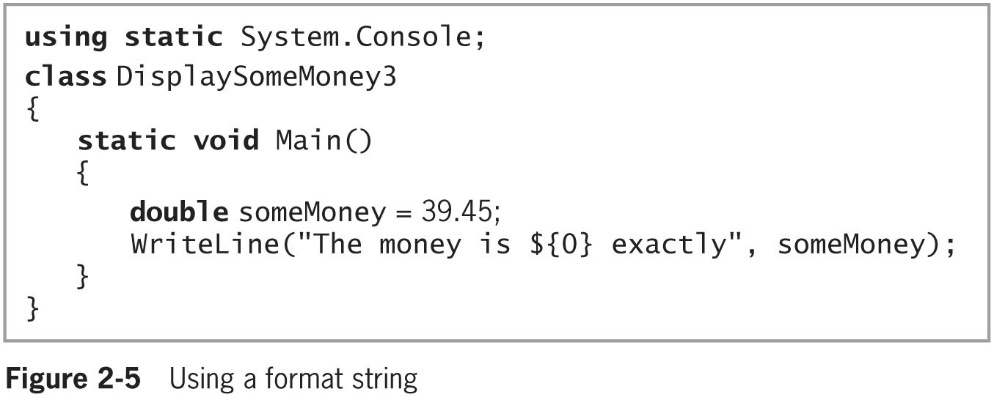 using static System.Console;
class DisplaySomeMoney3
{
static void Main()
{
double someMoney = 39.45;
WriteLine("The money is ${0} exactly", someMoney);
}
}
Figure 2-5 Using a format string